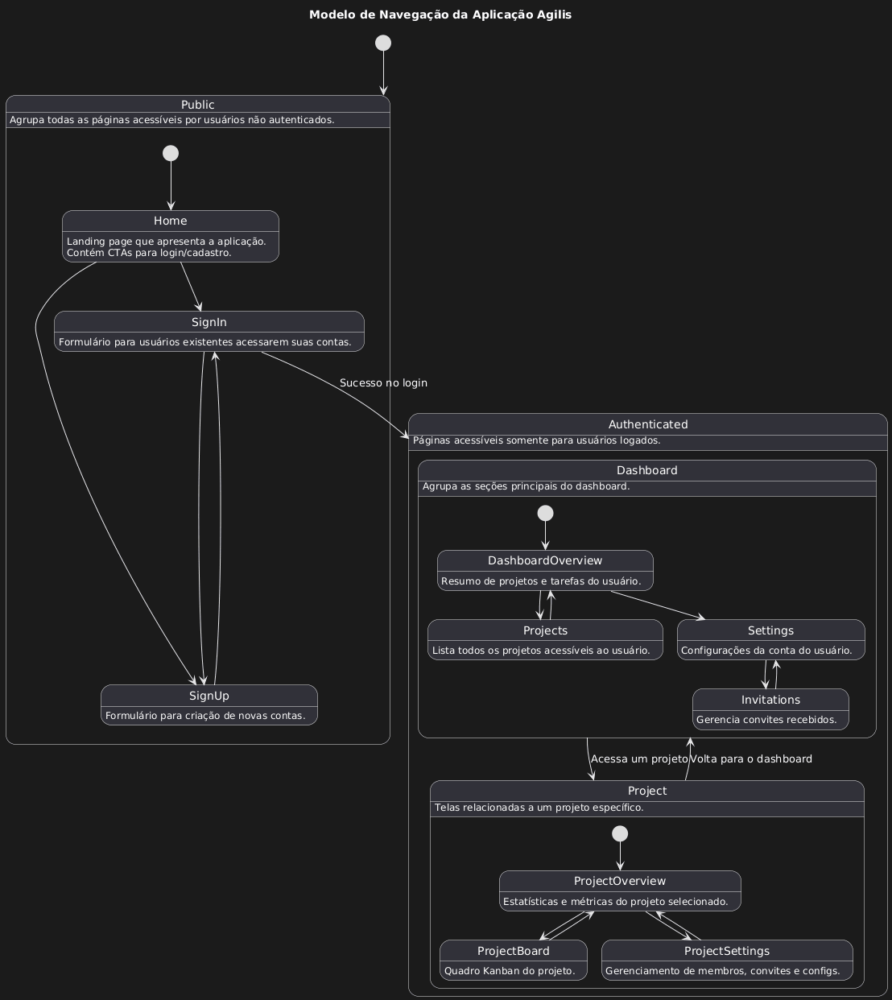 Modelo de Navegação da Aplicação Agilis
Public
Agrupa todas as páginas acessíveis por usuários não autenticados.
Home
Landing page que apresenta a aplicação.
Contém CTAs para login/cadastro.
SignIn
Formulário para usuários existentes acessarem suas contas.
Sucesso no login
Authenticated
Páginas acessíveis somente para usuários logados.
Dashboard
Agrupa as seções principais do dashboard.
DashboardOverview
Resumo de projetos e tarefas do usuário.
Projects
Lista todos os projetos acessíveis ao usuário.
Settings
Configurações da conta do usuário.
SignUp
Formulário para criação de novas contas.
Invitations
Gerencia convites recebidos.
Acessa um projeto
Volta para o dashboard
Project
Telas relacionadas a um projeto específico.
ProjectOverview
Estatísticas e métricas do projeto selecionado.
ProjectBoard
Quadro Kanban do projeto.
ProjectSettings
Gerenciamento de membros, convites e configs.